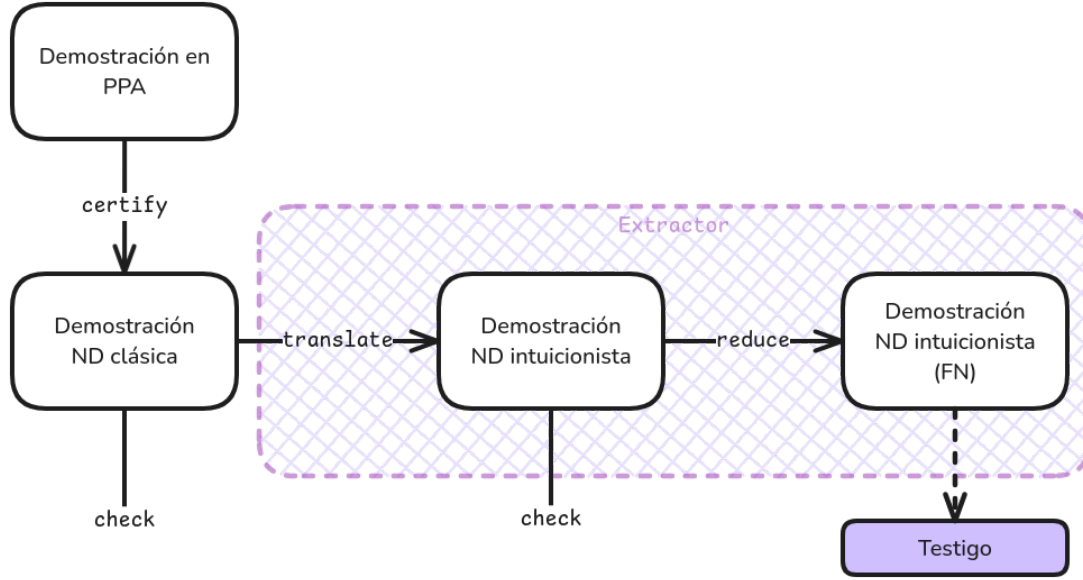 Demostración en
PPA
certify
Extractor
Demostración
ND clásica
translate
Demostración
ND intuicionista
reduce
Demostración
ND intuicionista
(FN)
check
check
Testigo